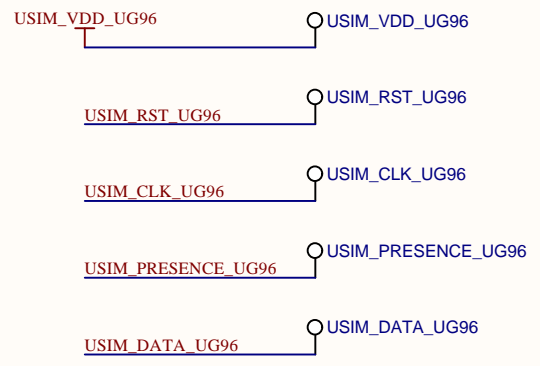 USIM_VDD_UG96 USIM_VDD_UG96
USIM_RST_UG96 USIM_RST_UG96
USIM_CLK_UG96 USIM_CLK_UG96
USIM_PRESENCE_UG96 USIM_PRESENCE_UG96
USIM_DATA_UG96 USIM_DATA_UG96